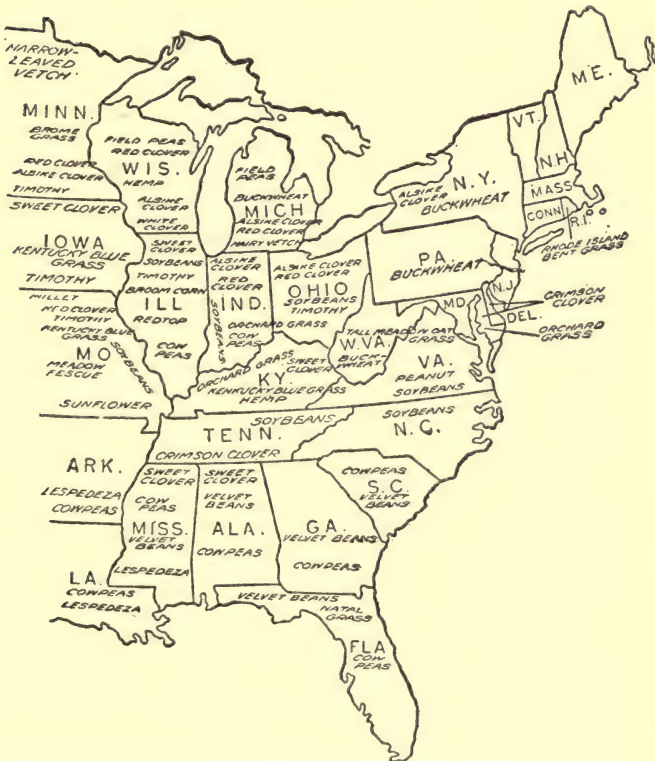 NARROW-
LEAVED
VETCH
MINN.
BROME
GRASS
RED CLOVER
ALSIKE CLOVER
TIMOTHY
SWEET CLOVER
IOWA
KENTUCKY BLUE
GRASS
TIMOTHY
MILLET
RED CLOVER
TIMOTHY
KENTUCKY BLUE
GRASS
MO
SOYBEANS
MEADOW
FESCUE
SUNFLOWER
ARK.
LESPEDEZA
COWPEAS
LA.
COWPEAS
LESPEDEZA
FIELD PEAS
RED CLOVER
WIS.
HEMP
ALSIKE
CLOVER
WHITE
CLOVER
SWEET
CLOVER
SOYBEANS
TIMOTHY
BROOM CORN
ILL
REDTOP
COW
PEAS
FIELD
PEAS
BUCKWHEAT
MICH
ALSIKE CLOVER
RED CLOVER
HAIRY VETCH
ALSIKE
CLOVER
RED
CLOVER
IND.
SOYBEANS
ORCHARD GRASS
COW
PEAS
ALSIKE CLOVER
RED CLOVER
OHIO
SOYBEANS
TIMOTHY
ORCHARD GRASS
SWEET
CLOVER
KY.
KENTUCKY BLUE GRASS
HEMP
W.VA.
BUCK-
WHEAT
TALL MEADOW OAT
GRASS
VA.
PEANUT
SOYBEANS
SOYBEANS
TENN.
CRIMSON CLOVER
SOYBEANS
N.C.
COWPEAS
S.C.
VELVET
BEANS
SWEET
CLOVER
COW
PEAS
MISS.
VELVET
BEANS
LESPEDEZA
SWEET
CLOVER
VELVET
BEANS
ALA.
COWPEAS
GA.
VELVET BEANS
COWPEAS
VELVET BEANS
NATAL
GRASS
FLA
COW
PEAS
ME.
VT.
N.H
MASS
CONN
R.I.
RHODE ISLAND
BENT GRASS
N.Y.
ALSIKE
CLOVER
BUCKWHEAT
PA.
BUCKWHEAT
N.J.
MD.
DEL.
CRIMSON
CLOVER
ORCHARD
GRASS